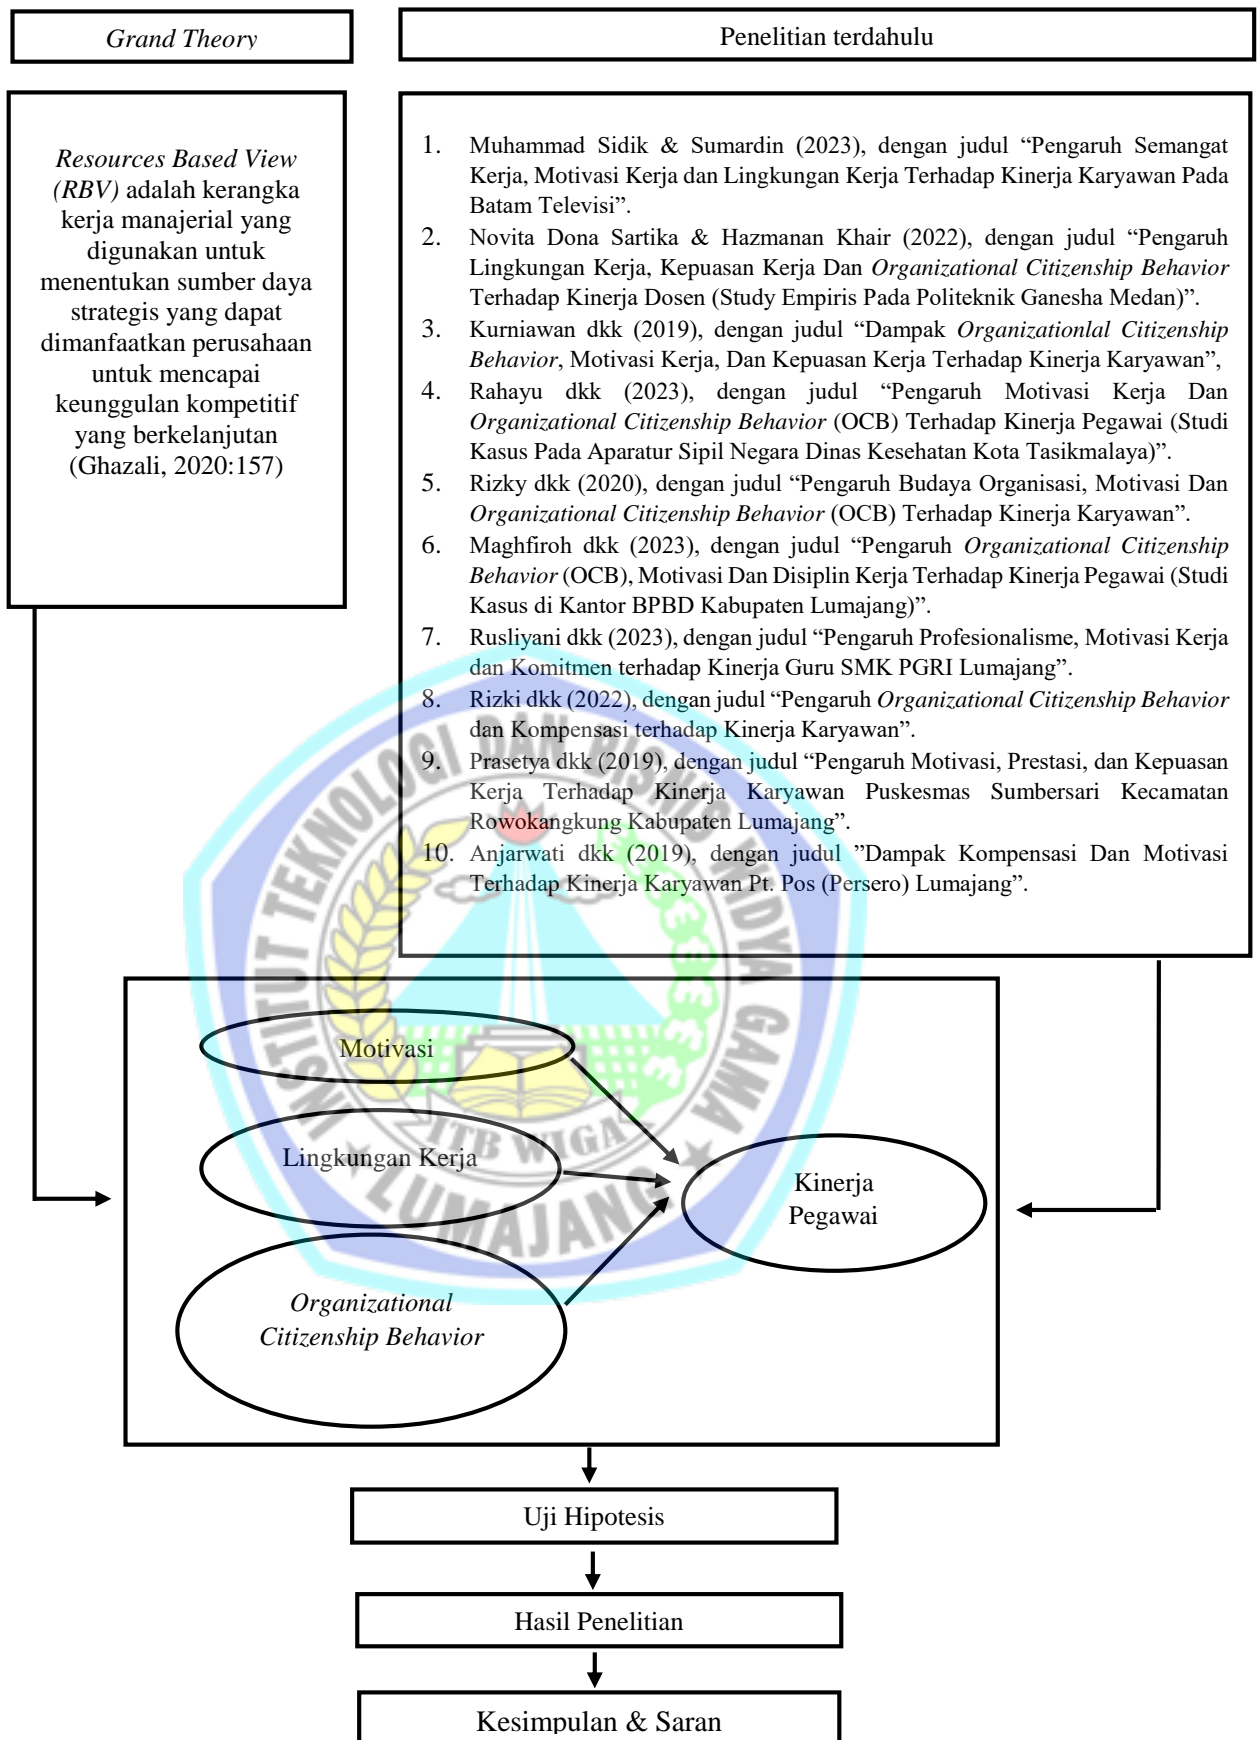 Grand Theory
Penelitian terdahulu
Resources Based View
(RBV) adalah kerangka
kerja manajerial yang
digunakan untuk
menentukan sumber daya
strategis yang dapat
dimanfaatkan perusahaan
untuk mencapai
keunggulan kompetitif
yang berkelanjutan
(Ghazali, 2020:157)
1. Muhammad Sidik & Sumardin (2023), dengan judul “Pengaruh Semangat
Kerja, Motivasi Kerja dan Lingkungan Kerja Terhadap Kinerja Karyawan Pada
Batam Televisi”.
2. Novita Dona Sartika & Hazmanan Khair (2022), dengan judul “Pengaruh
Lingkungan Kerja, Kepuasan Kerja Dan Organizational Citizenship Behavior
Terhadap Kinerja Dosen (Study Empiris Pada Politeknik Ganesha Medan)”.
3. Kurniawan dkk (2019), dengan judul “Dampak Organizationlal Citizenship
Behavior, Motivasi Kerja, Dan Kepuasan Kerja Terhadap Kinerja Karyawan”,
4. Rahayu dkk (2023), dengan judul “Pengaruh Motivasi Kerja Dan
Organizational Citizenship Behavior (OCB) Terhadap Kinerja Pegawai (Studi
Kasus Pada Aparatur Sipil Negara Dinas Kesehatan Kota Tasikmalaya)”.
5. Rizky dkk (2020), dengan judul “Pengaruh Budaya Organisasi, Motivasi Dan
Organizational Citizenship Behavior (OCB) Terhadap Kinerja Karyawan”.
6. Maghfiroh dkk (2023), dengan judul “Pengaruh Organizational Citizenship
Behavior (OCB), Motivasi Dan Disiplin Kerja Terhadap Kinerja Pegawai (Studi
Kasus di Kantor BPBD Kabupaten Lumajang)”.
7. Rusliyani dkk (2023), dengan judul “Pengaruh Profesionalisme, Motivasi Kerja
dan Komitmen terhadap Kinerja Guru SMK PGRI Lumajang”.
8. Rizki dkk (2022), dengan judul “Pengaruh Organizational Citizenship Behavior
dan Kompensasi terhadap Kinerja Karyawan”.
9. Prasetya dkk (2019), dengan judul “Pengaruh Motivasi, Prestasi, dan Kepuasan
Kerja Terhadap Kinerja Karyawan Puskesmas Sumbersari Kecamatan
Rowokangkung Kabupaten Lumajang”.
10. Anjarwati dkk (2019), dengan judul ”Dampak Kompensasi Dan Motivasi
Terhadap Kinerja Karyawan Pt. Pos (Persero) Lumajang”.
INSTITUT TEKNOLOGI DAN BISNIS WIDYA GAMA
ITB WIGA
LUMAJANG
Motivasi
Lingkungan Kerja
Organizational
Citizenship Behavior
Kinerja
Pegawai
Uji Hipotesis
Hasil Penelitian
Kesimpulan & Saran